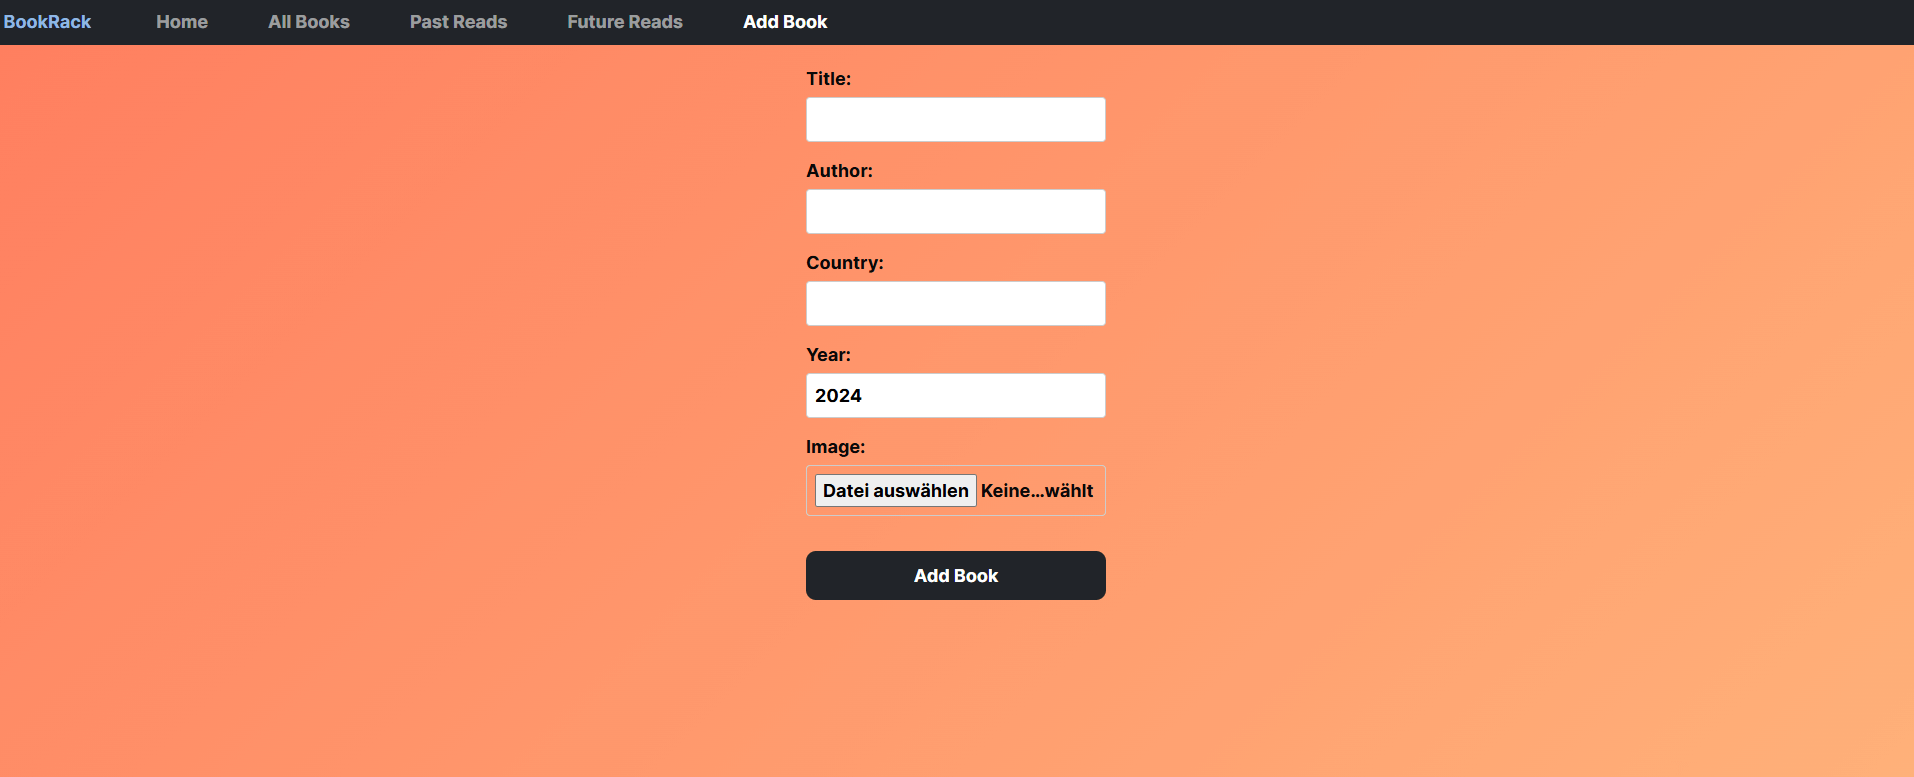 BookRack Home All Books Past Reads Future Reads Add Book
Title:
Author:
Country:
Year:
2024
Image:
Datei auswählen Keine...wählt
Add Book